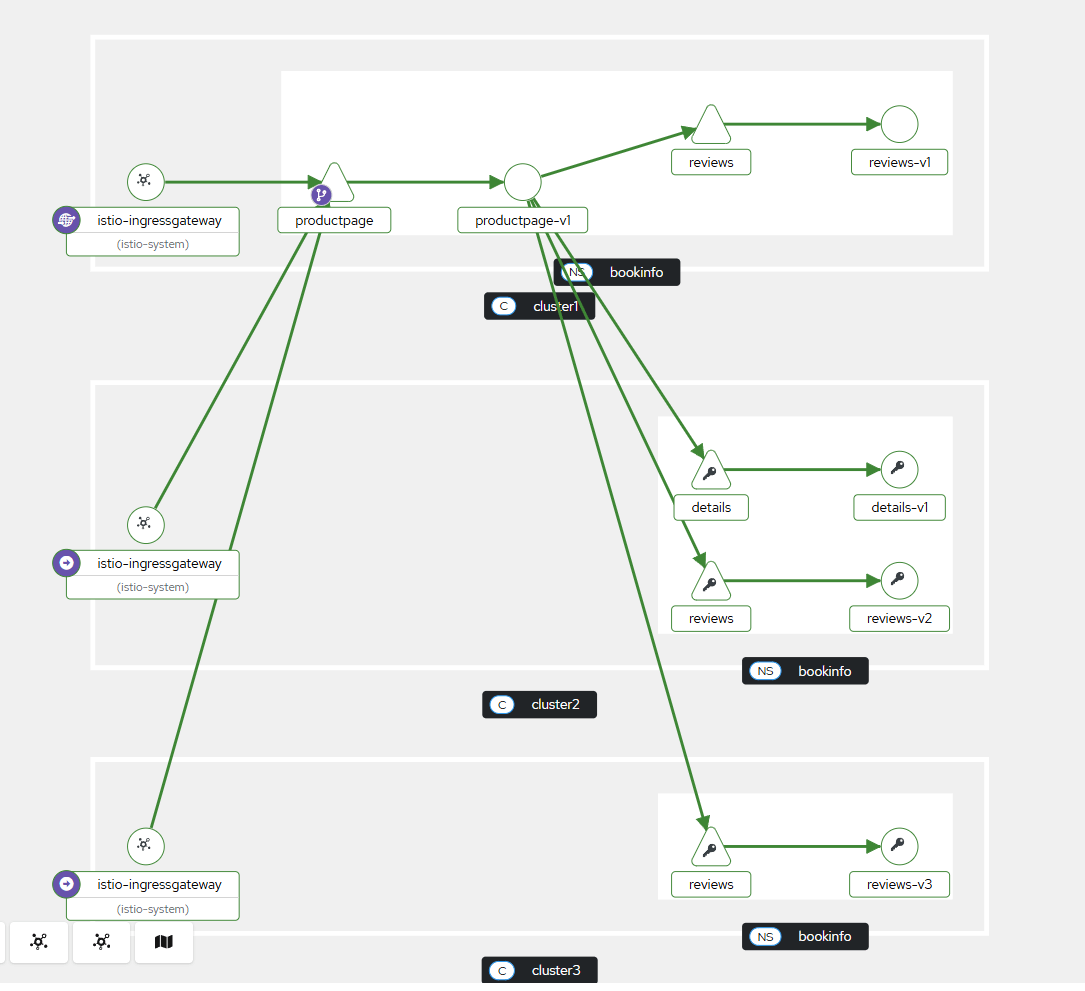 reviews
reviews-v1
istio-ingressgateway
(istio-system)
productpage
productpage-v1
NS bookinfo
C cluster1
details
details-v1
istio-ingressgateway
(istio-system)
reviews
reviews-v2
NS bookinfo
C cluster2
istio-ingressgateway
(istio-system)
reviews
reviews-v3
NS bookinfo
C cluster3